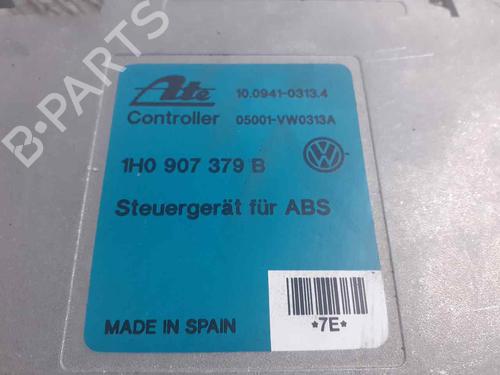 Ate 10.0941-0313.4
Controller 05001-VW0313A
1H0 907 379 B
Steuergerät für ABS
MADE IN SPAIN
*7E*
B-PARTS